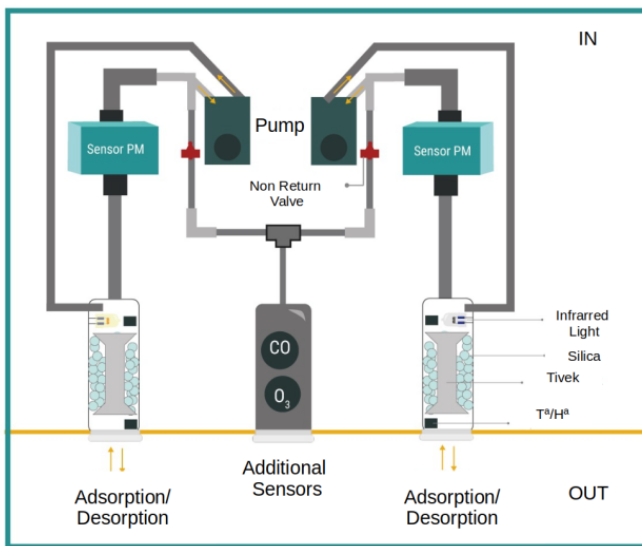 IN
Pump
Sensor PM
Sensor PM
Non Return
Valve
Infrared
Light
CO
Silica
Tivek
O3
Tª/Hª
Additional
Sensors
Adsorption/
Desorption
Adsorption/
Desorption
OUT